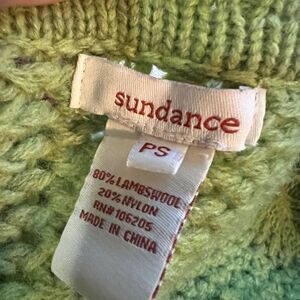 sundance
PS
80% LAMBSWOOL
20% NYLON
RN# 106205
MADE IN CHINA